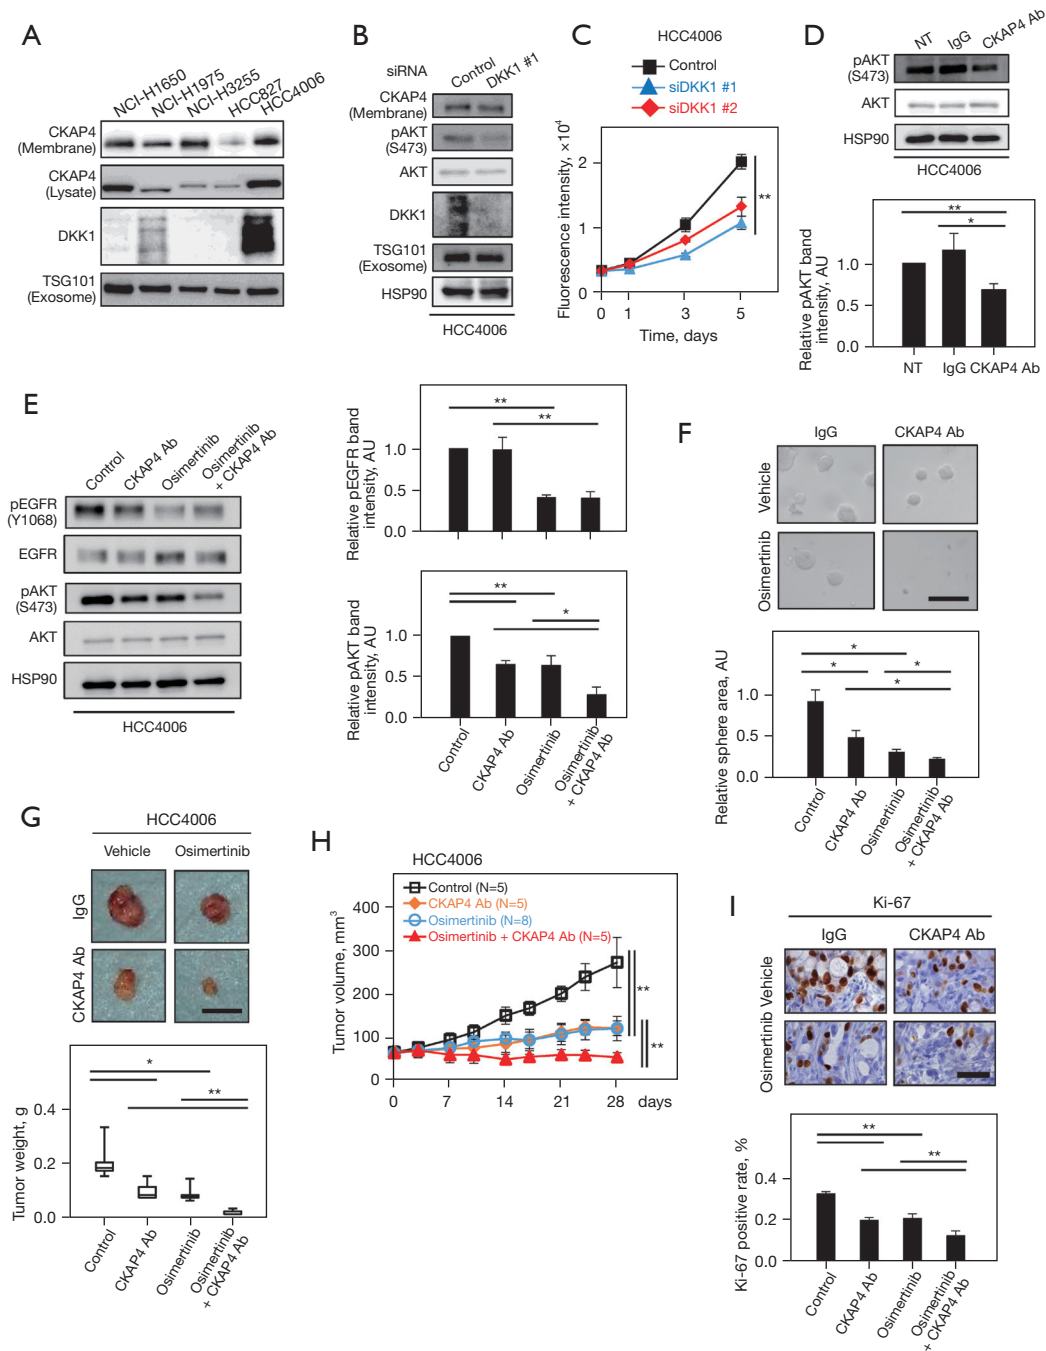 A
NCI-H1650
NCI-H1975
NCI-H3255
HCC827
HCC4006
CKAP4
(Membrane)
CKAP4
(Lysate)
DKK1
TSG101
(Exosome)
B
siRNA
Control
DKK1 #1
CKAP4
(Membrane)
pAKT
(S473)
AKT
DKK1
TSG101
(Exosome)
HSP90
HCC4006
C
HCC4006
Control
siDKK1 #1
siDKK1 #2
Fluorescence intensity, ×10⁴
2
1
0
**
0 1 3 5
Time, days
D
NT
IgG
CKAP4 Ab
pAKT
(S473)
AKT
HSP90
HCC4006
**
*
Relative pAKT band
intensity, AU
1.0
0.5
0.0
NT IgG CKAP4 Ab
E
Control
CKAP4 Ab
Osimertinib
Osimertinib
+ CKAP4 Ab
pEGFR
(Y1068)
EGFR
pAKT
(S473)
AKT
HSP90
HCC4006
**
**
Relative pEGFR band
intensity, AU
1.0
0.5
0.0
**
*
Relative pAKT band
intensity, AU
1.0
0.5
0.0
Control
CKAP4 Ab
Osimertinib
Osimertinib
+ CKAP4 Ab
F
IgG CKAP4 Ab
Vehicle
Osimertinib
*
* *
*
Relative sphere area, AU
1.0
0.5
0.0
Control
CKAP4 Ab
Osimertinib
Osimertinib
+ CKAP4 Ab
G
HCC4006
Vehicle Osimertinib
IgG
CKAP4 Ab
*
**
Tumor weight, g
0.4
0.2
0.0
Control
CKAP4 Ab
Osimertinib
Osimertinib
+ CKAP4 Ab
H
HCC4006
Control (N=5)
CKAP4 Ab (N=5)
Osimertinib (N=8)
Osimertinib + CKAP4 Ab (N=5)
Tumor volume, mm³
400
300
200
100
0
**
**
0 7 14 21 28 days
I
Ki-67
IgG CKAP4 Ab
Vehicle
Osimertinib
**
**
Ki-67 positive rate, %
0.4
0.2
0.0
Control
CKAP4 Ab
Osimertinib
Osimertinib
+ CKAP4 Ab